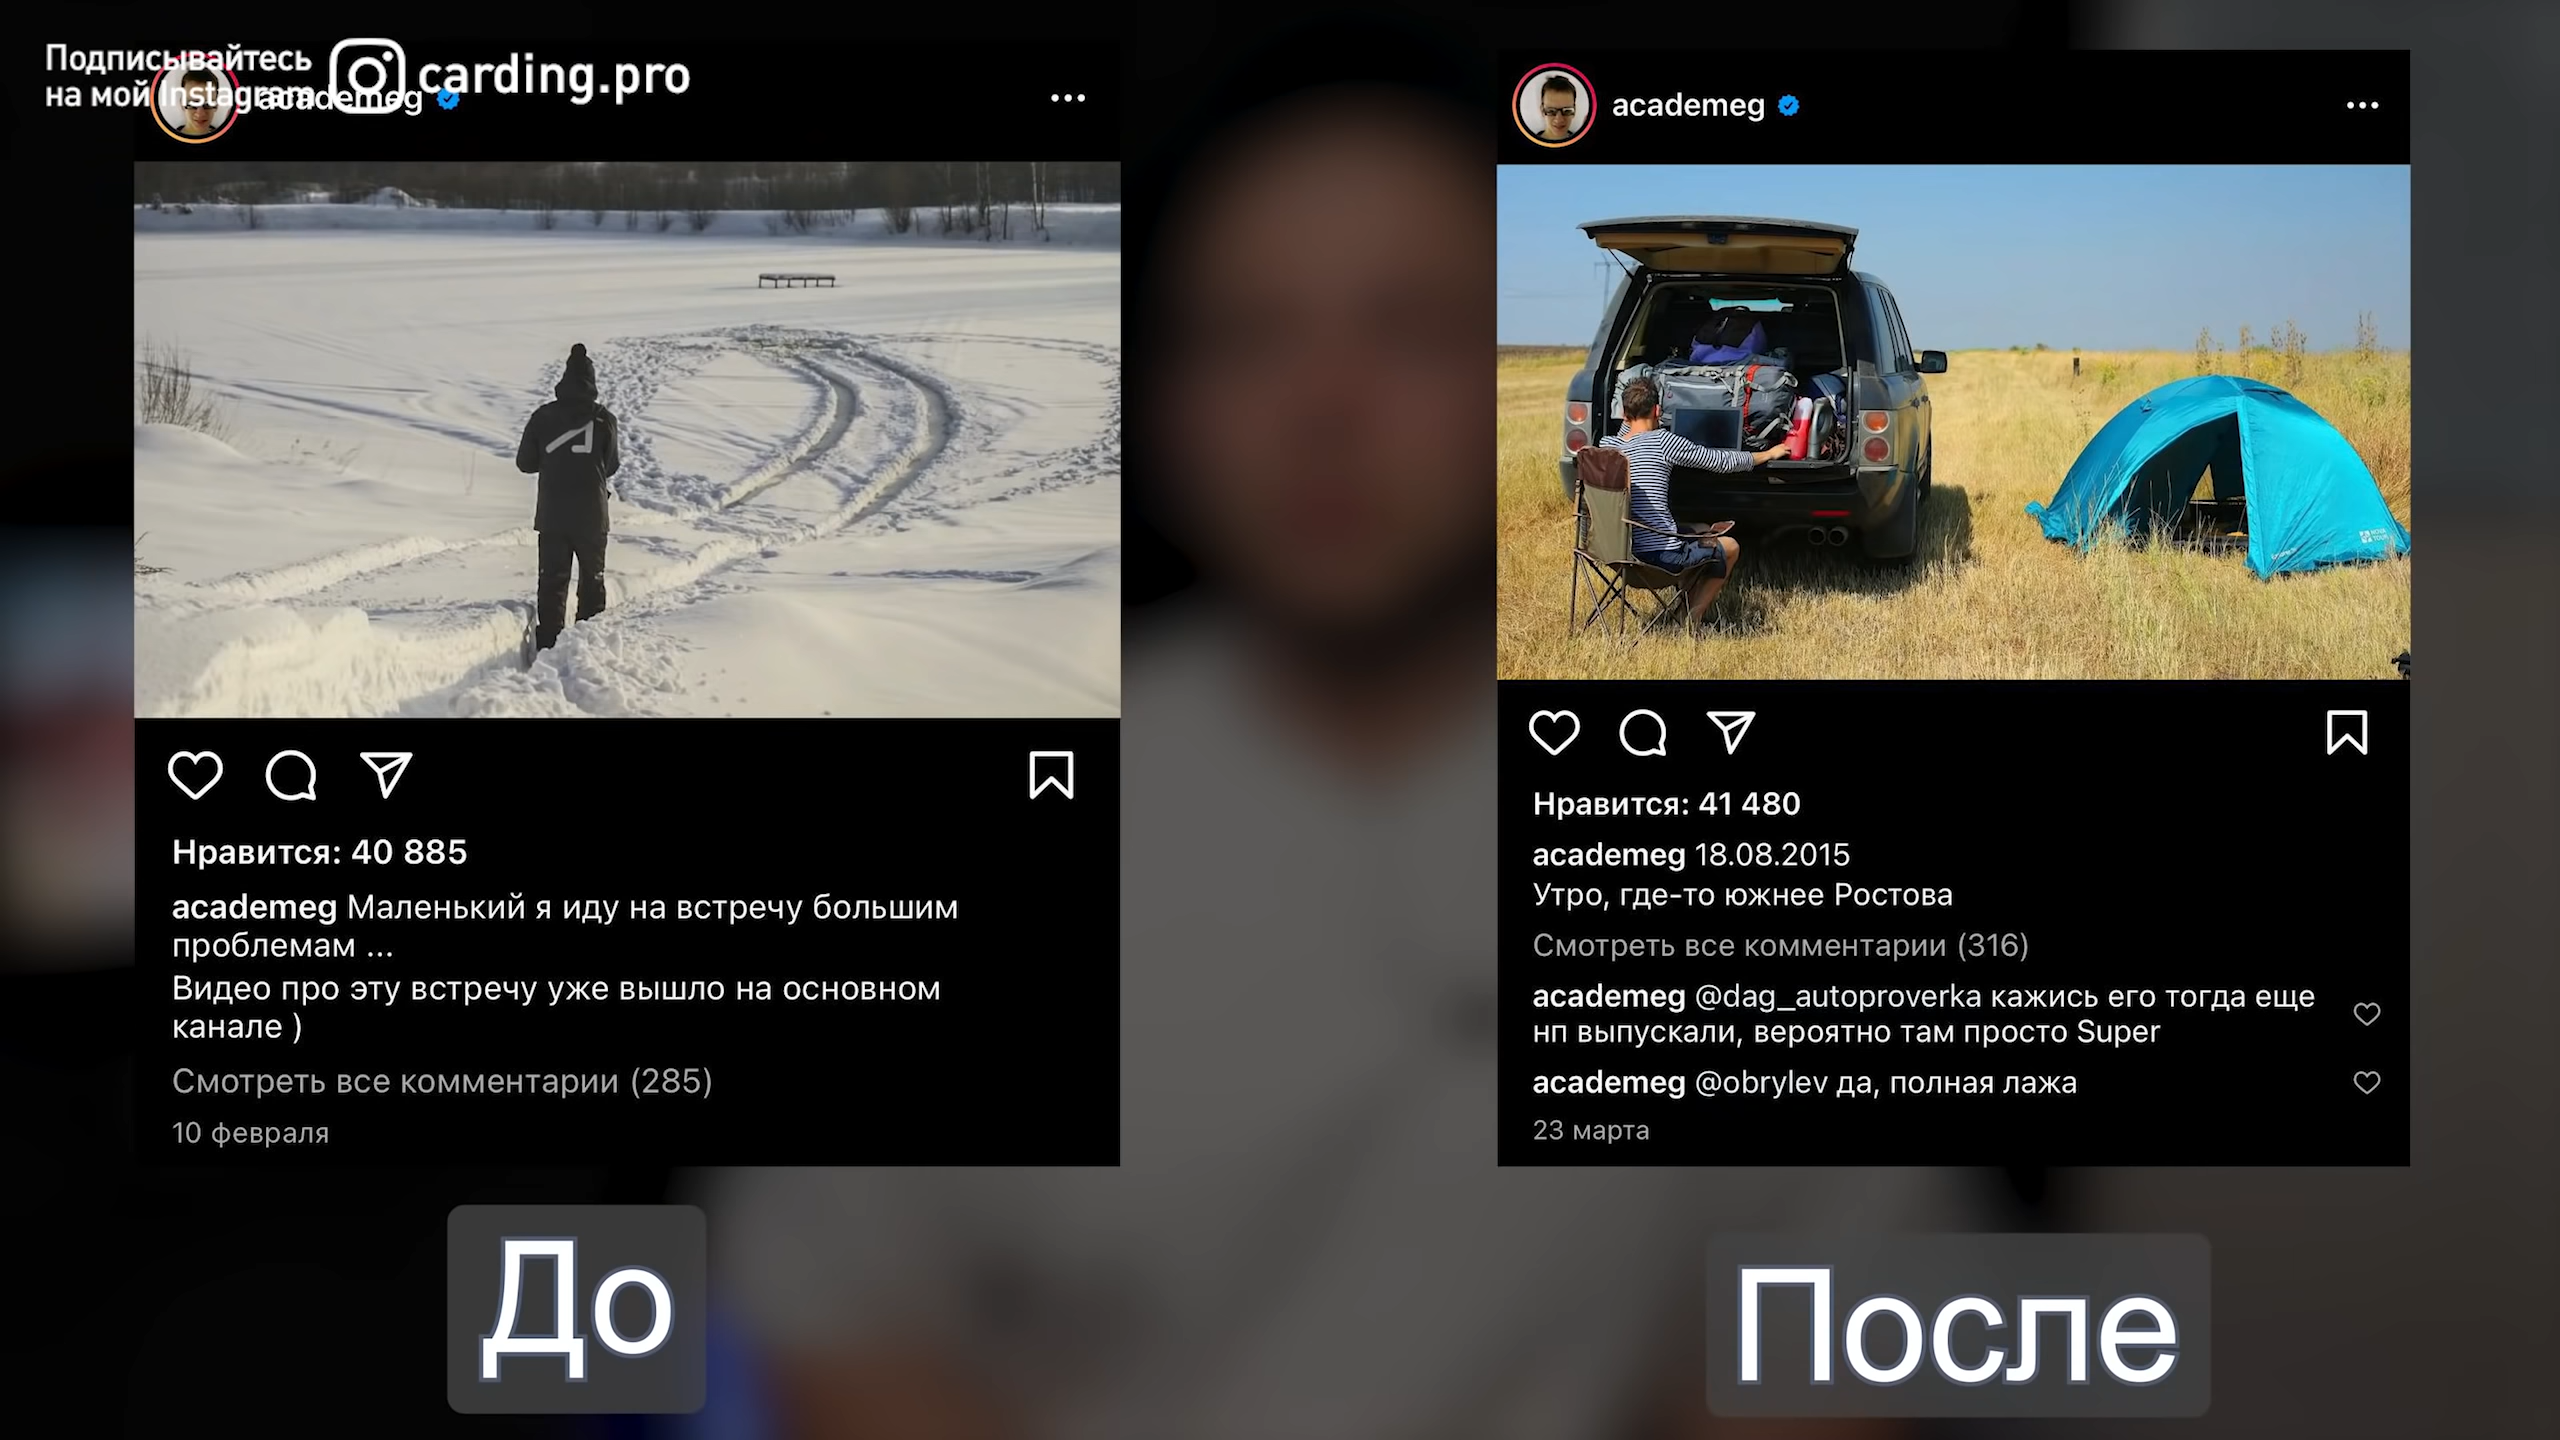 Подписывайтесь
на мой Instagram
carding.pro
academeg
Нравится: 40 885
academeg Маленький я иду на встречу большим
проблемам ...
Видео про эту встречу уже вышло на основном
канале )
Смотреть все комментарии (285)
10 февраля
До
academeg
Нравится: 41 480
academeg 18.08.2015
Утро, где-то южнее Ростова
Смотреть все комментарии (316)
academeg @dag_autoproverka кажись его тогда еще
нп выпускали, вероятно там просто Super
academeg @obrylev да, полная лажа
23 марта
После